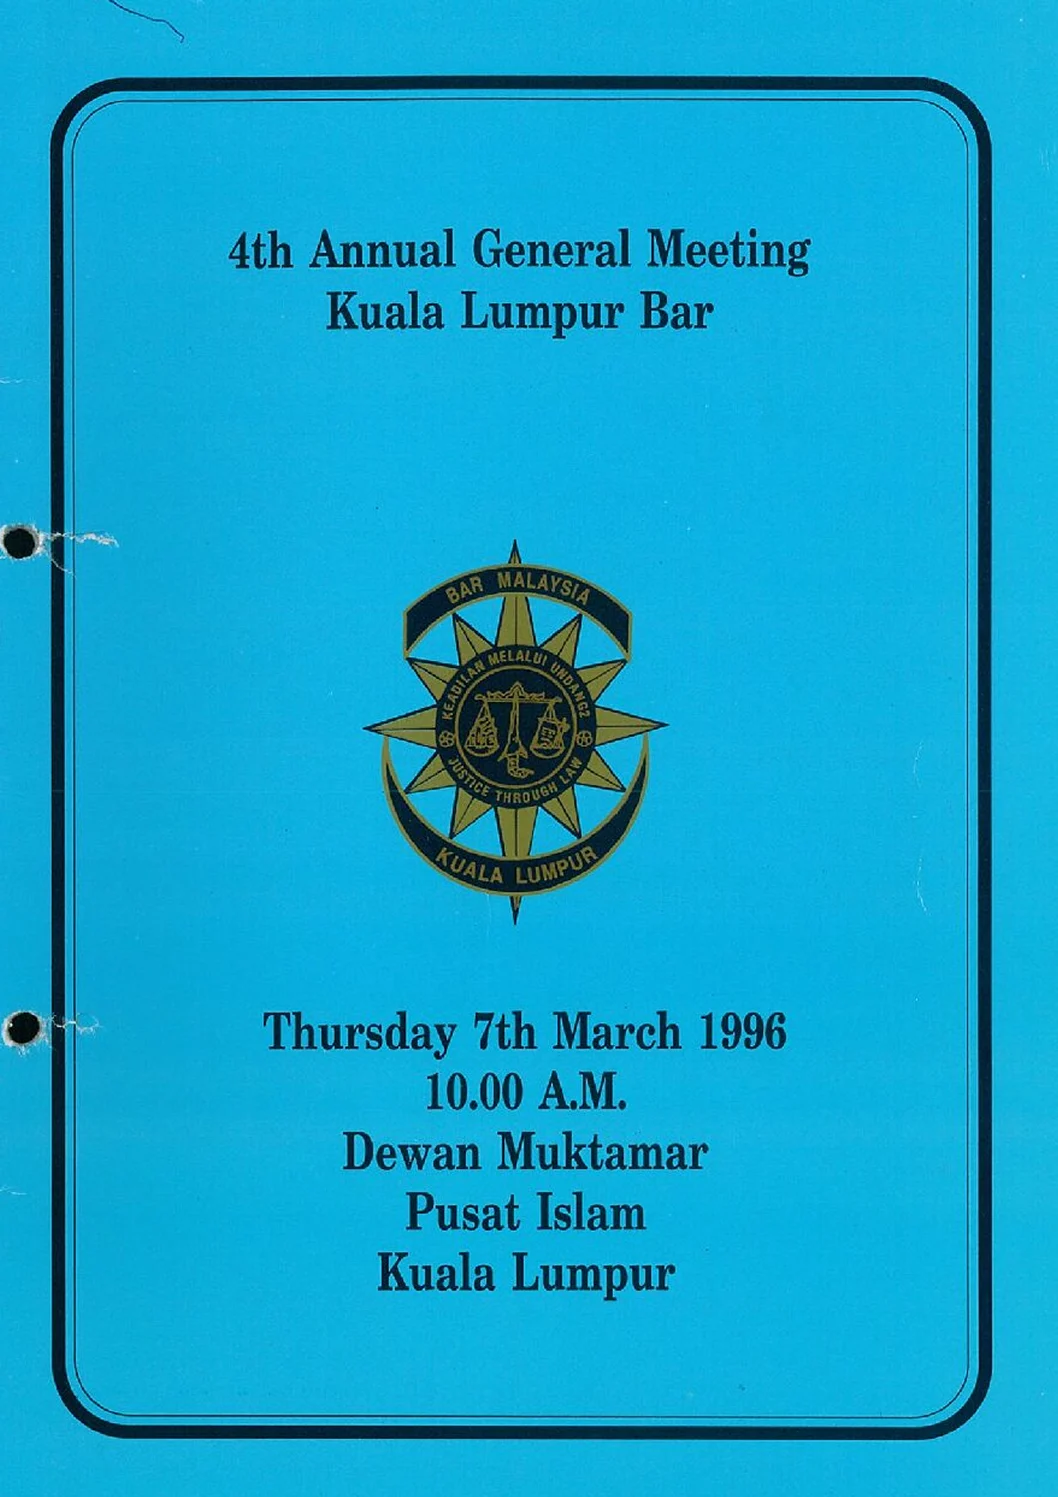 4th Annual General Meeting
Kuala Lumpur Bar
BAR MALAYSIA
KEADILAN MELALUI UNDANG2
JUSTICE THROUGH LAW
KUALA LUMPUR
Thursday 7th March 1996
10.00 A.M.
Dewan Muktamar
Pusat Islam
Kuala Lumpur